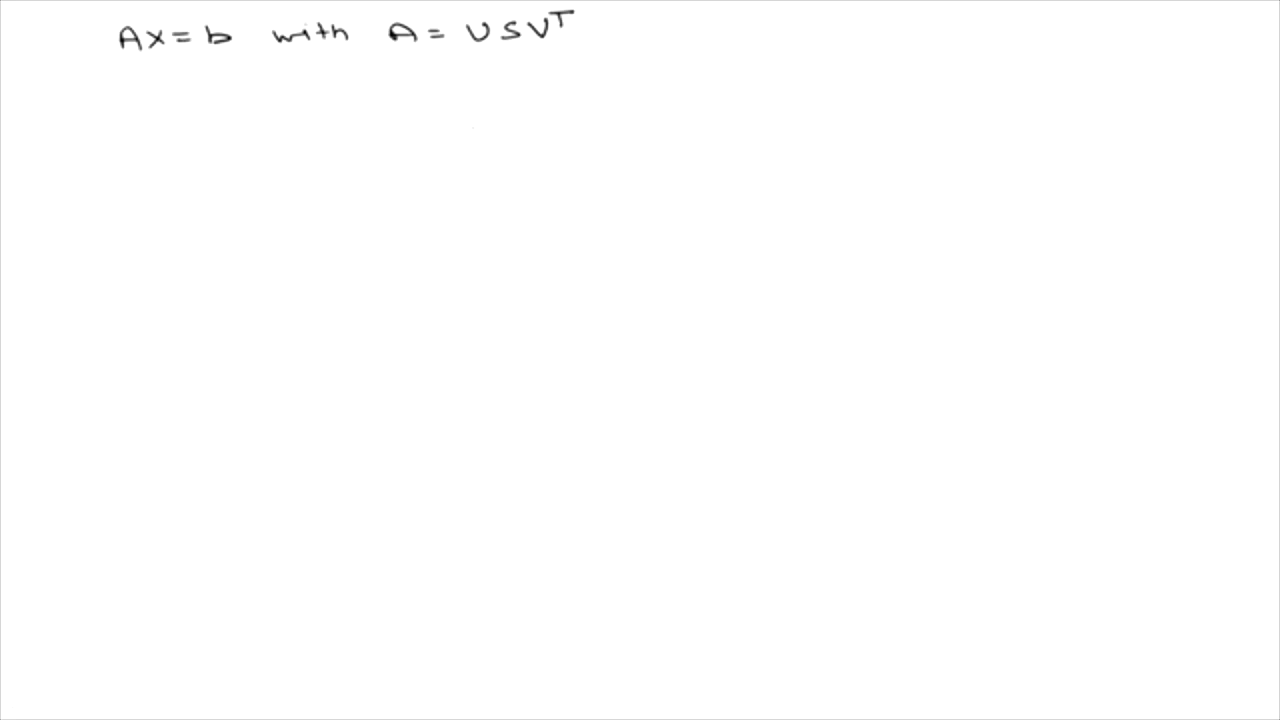 Ax = b with A = USV^T